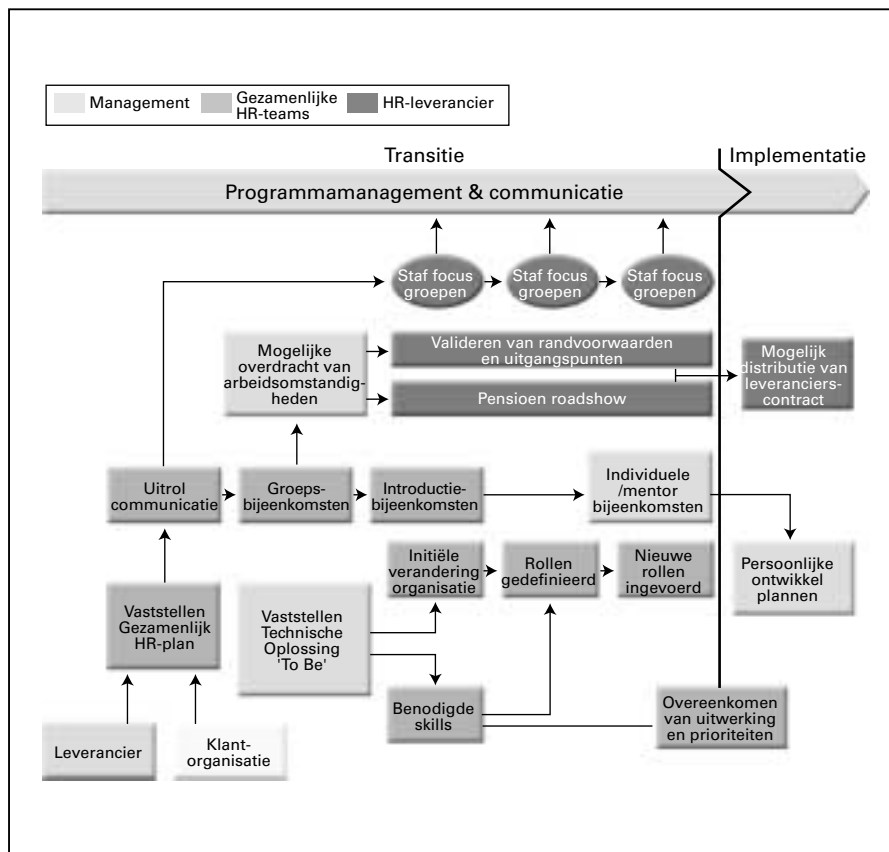 Management
Gezamenlijke
HR-teams
HR-leverancier
Transitie
Implementatie
Programmamanagement & communicatie
Staf focus
groepen
Staf focus
groepen
Staf focus
groepen
Mogelijke
overdracht van
arbeidsomstandig-
heden
Valideren van randvoorwaarden
en uitgangspunten
Pensioen roadshow
Mogelijk
distributie van
leveranciers-
contract
Uitrol
communicatie
Groeps-
bijeenkomsten
Introductie-
bijeenkomsten
Individuele
/mentor
bijeenkomsten
Initiële
verandering
organisatie
Rollen
gedefinieerd
Nieuwe
rollen
ingevoerd
Persoonlijke
ontwikkel
plannen
Vaststellen
Gezamenlijk
HR-plan
Vaststellen
Technische
Oplossing
'To Be'
Benodigde
skills
Overeenkomen
van uitwerking
en prioriteiten
Leverancier
Klant-
organisatie